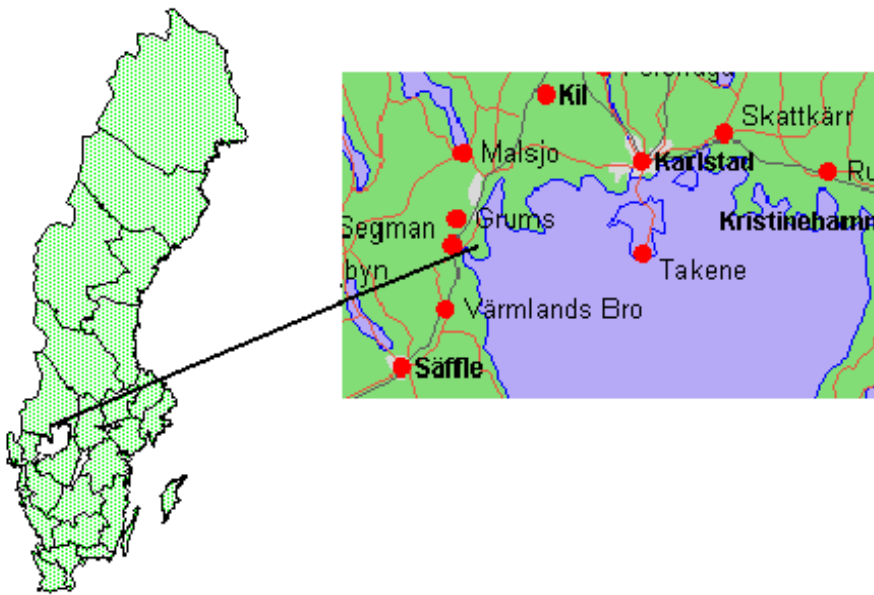 Kil
Skattkärr
Malsjo
Karlstad
Ru
Grums
Segman
Kristinehamn
byn
Takene
Värmlands Bro
Säffle